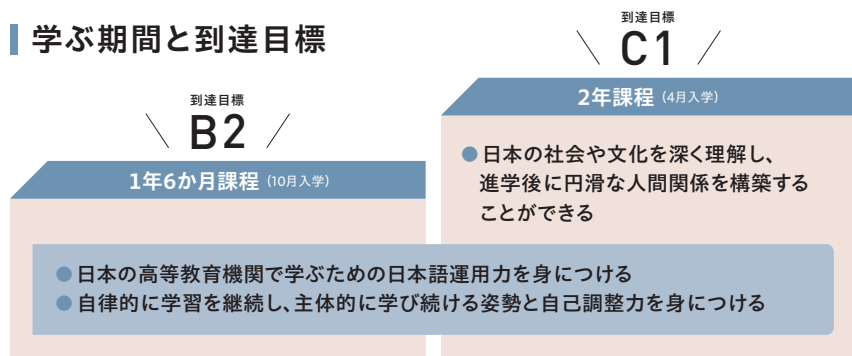 学ぶ期間と到達目標
到達目標
B2
1年6か月課程 (10月入学)
到達目標
C1
2年課程 (4月入学)
●日本の社会や文化を深く理解し、
進学後に円滑な人間関係を構築する
ことができる
●日本の高等教育機関で学ぶための日本語運用力を身につける
●自律的に学習を継続し、主体的に学び続ける姿勢と自己調整力を身につける